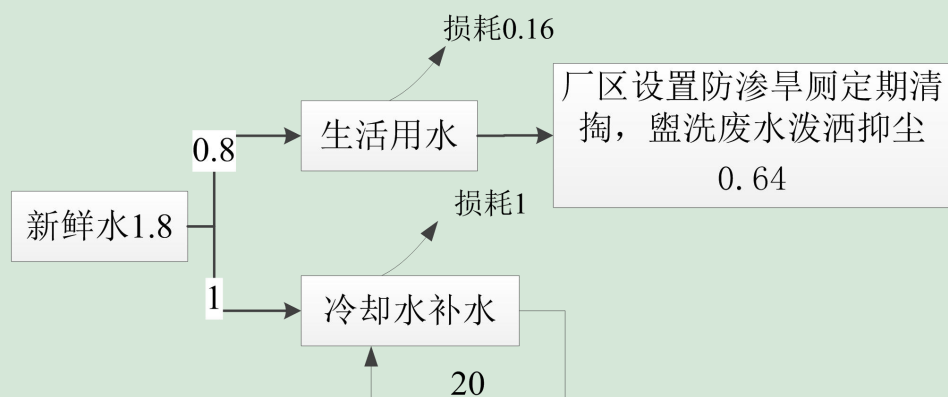 损耗0.16
厂区设置防渗旱厕定期清
掏，盥洗废水泼洒抑尘
0.64
生活用水
0.8
损耗1
新鲜水1.8
1
冷却水补水
20